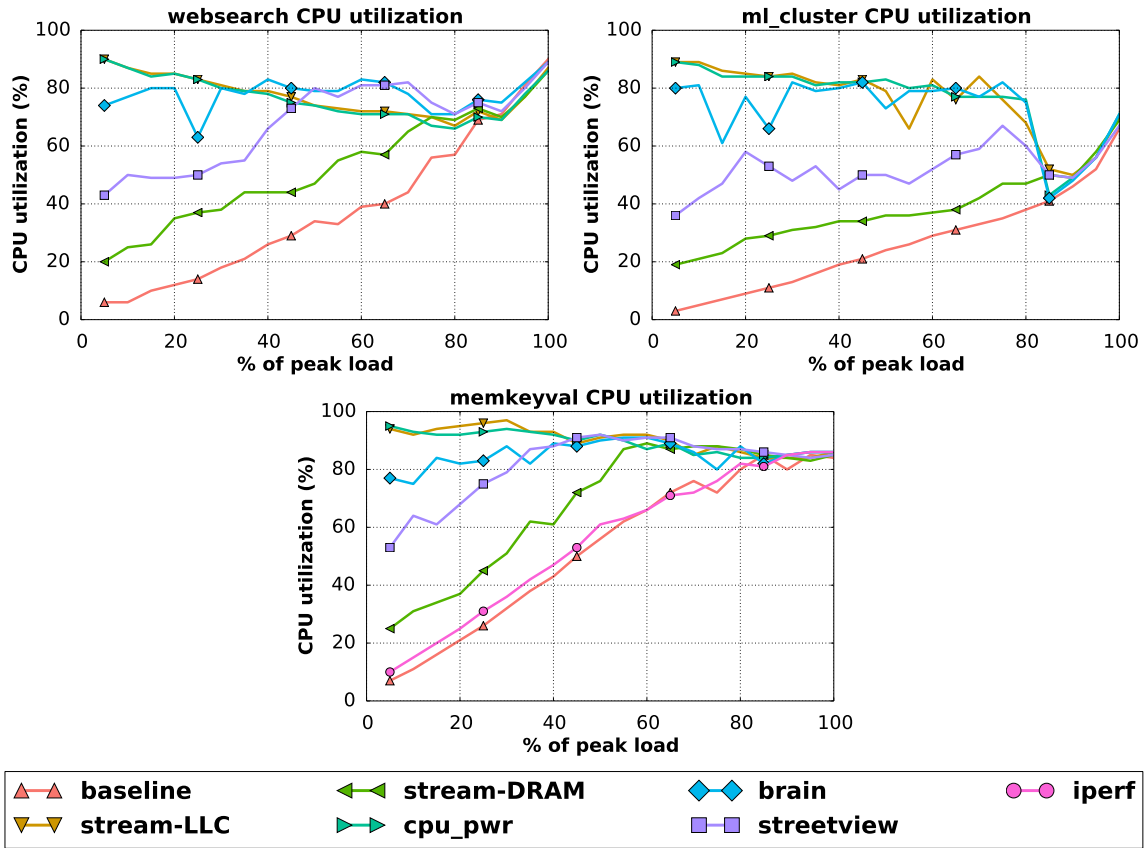 websearch CPU utilization
CPU utilization (%)
100
80
60
40
20
0
0 20 40 60 80 100
% of peak load
ml_cluster CPU utilization
CPU utilization (%)
100
80
60
40
20
0
0 20 40 60 80 100
% of peak load
memkeyval CPU utilization
CPU utilization (%)
100
80
60
40
20
0
0 20 40 60 80 100
% of peak load
baseline stream-DRAM brain iperf
stream-LLC cpu_pwr streetview